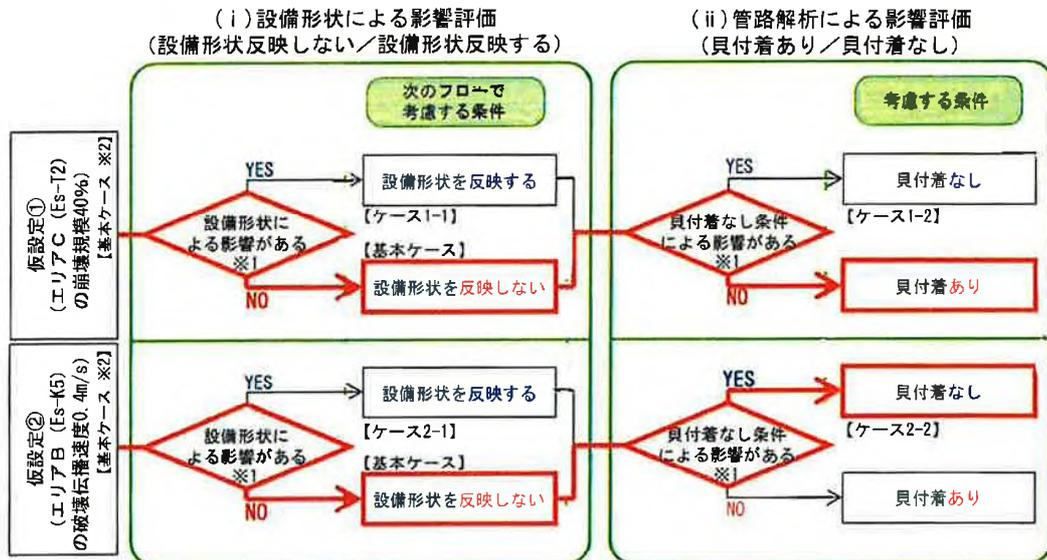 (ⅰ)設備形状による影響評価
(設備形状反映しない/設備形状反映する)
(ⅱ)管路解析による影響評価
(貝付着あり/貝付着なし)
次のフローで
考慮する条件
考慮する条件
仮設定①
(エリアC(Es-T2)
の崩壊規模40%)
【基本ケース ※2】
設備形状に
よる影響がある
※1
YES
設備形状を反映する
【ケース1-1】
【基本ケース】
NO
設備形状を反映しない
貝付着なし条件
による影響がある
※1
YES
貝付着なし
【ケース1-2】
NO
貝付着あり
仮設定②
(エリアB(Es-K5)
の破壊伝播速度0.4m/s)
【基本ケース ※2】
設備形状に
よる影響がある
※1
YES
設備形状を反映する
【ケース2-1】
【基本ケース】
NO
設備形状を反映しない
貝付着なし条件
による影響がある
※1
YES
貝付着なし
【ケース2-2】
NO
貝付着あり